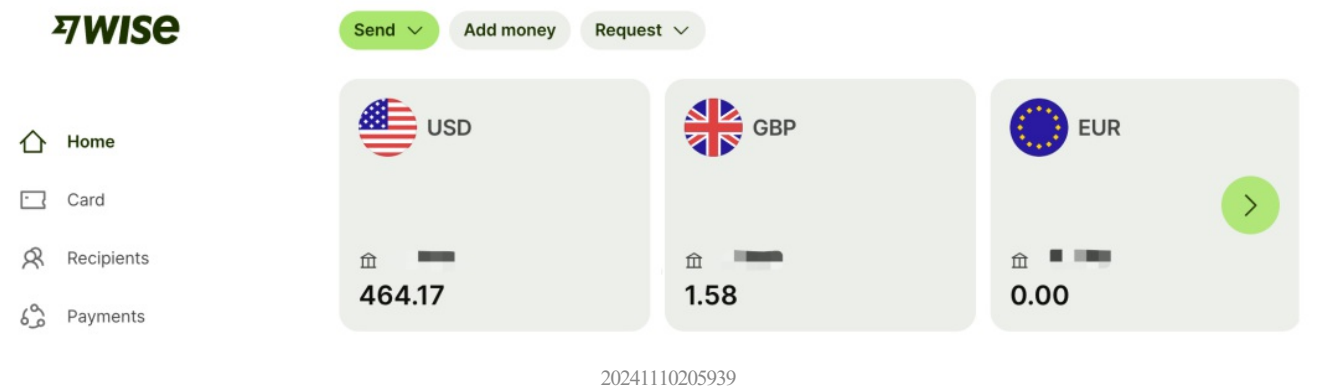 WISE
Send
Add money
Request
Home
Card
Recipients
Payments
USD
464.17
GBP
1.58
EUR
0.00
20241110205939